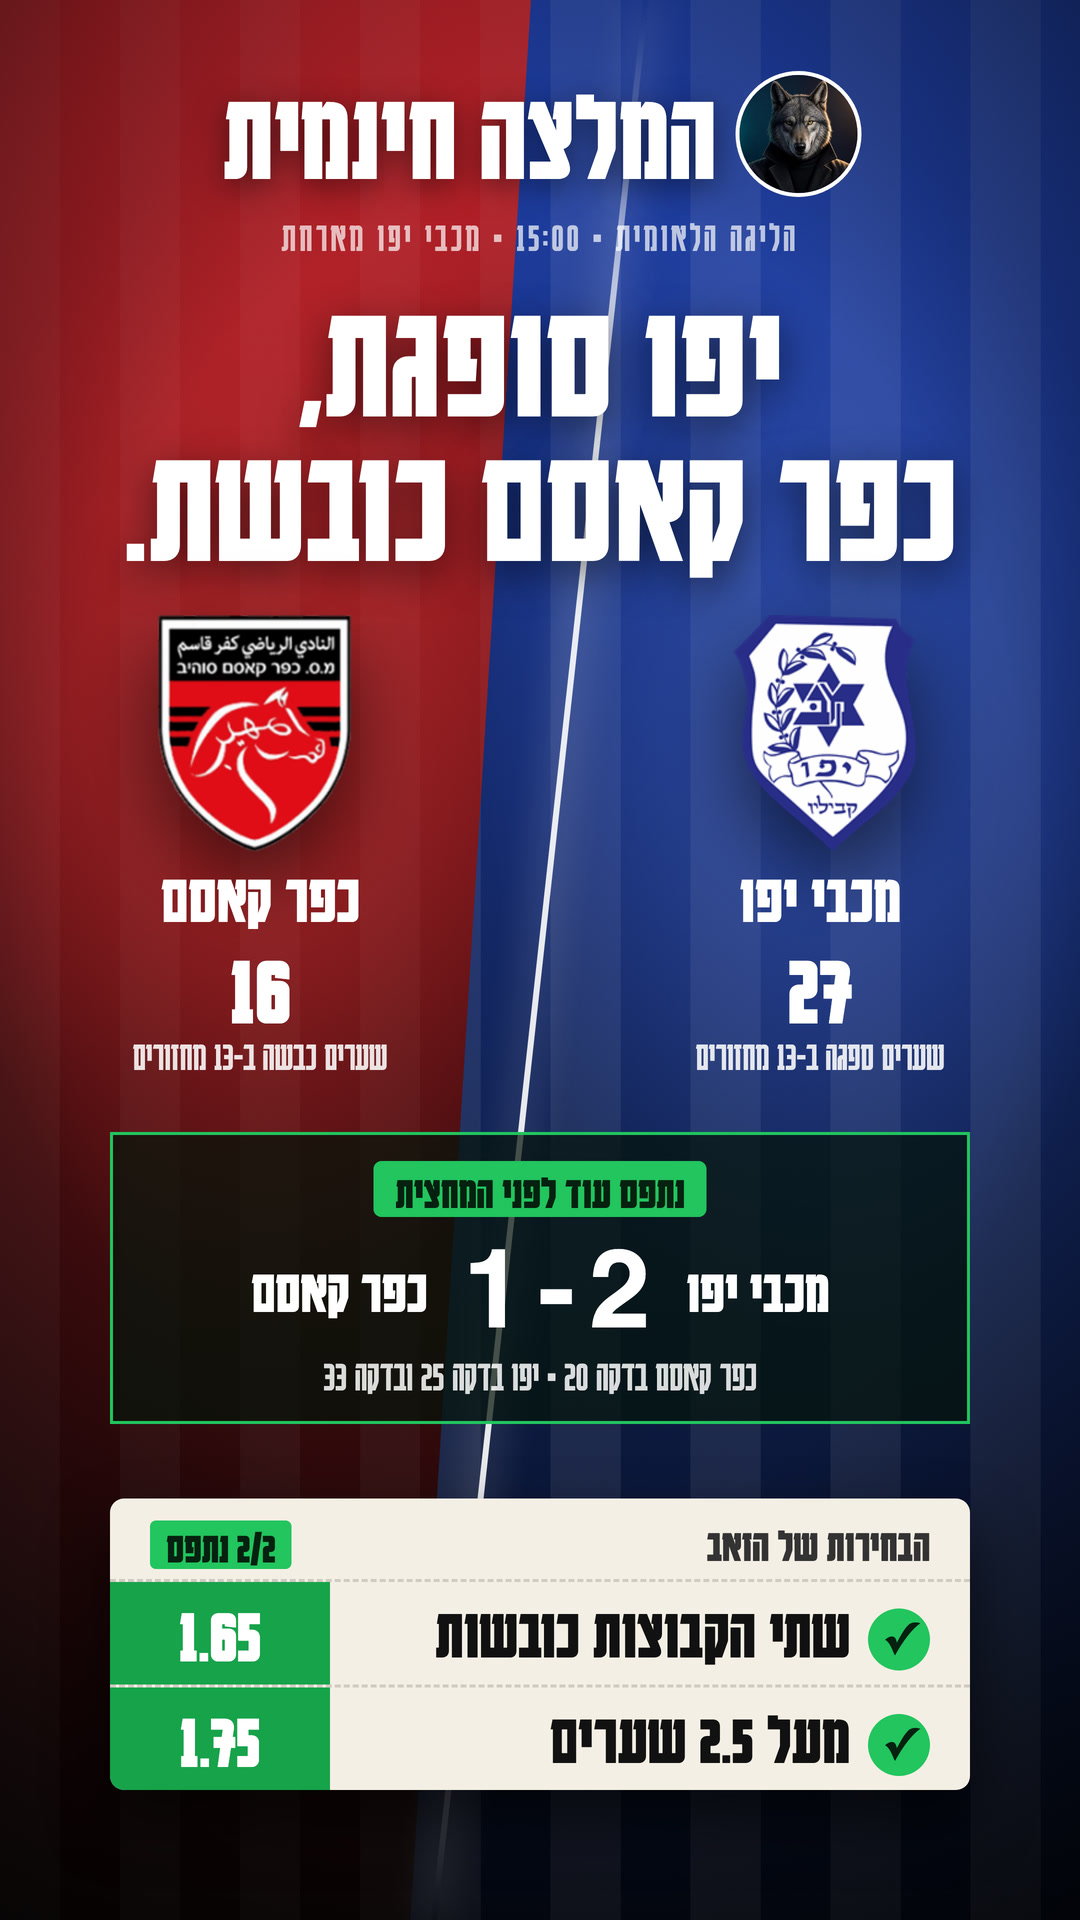 המלצה חינמית
הליגה הלאומית ▪ 15:00 ▪ מכבי יפו מארחת
יפו סופגת,
כפר קאסם כובשת.
النادي الرياضي كفر قاسم
מ.ס. כפר קאסם סוהיב
יפו
קביליו
מכבי יפו
כפר קאסם
27
16
שערים ספגה ב-13 מחזורים
שערים כבשה ב-13 מחזורים
נתפס עוד לפני המחצית
מכבי יפו 2 - 1 כפר קאסם
כפר קאסם בדקה 20 ▪ יפו בדקה 25 ובדקה 33
הבחירות של הזאב
2/2 נתפס
✓ שתי הקבוצות כובשות 1.65
✓ מעל 2.5 שערים 1.75